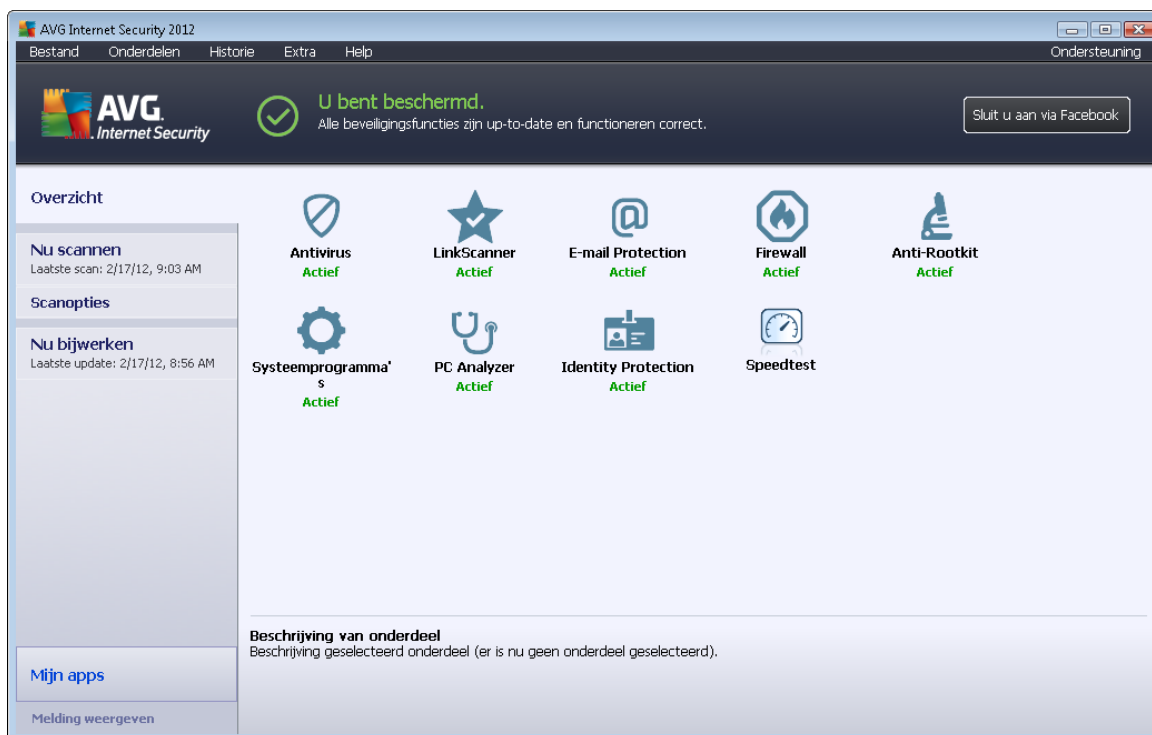 AVG Internet Security 2012
Bestand Onderdelen Historie Extra Help Ondersteuning
AVG.
Internet Security
U bent beschermd.
Alle beveiligingsfuncties zijn up-to-date en functioneren correct.
Sluit u aan via Facebook
Overzicht
Nu scannen
Laatste scan: 2/17/12, 9:03 AM
Scanopties
Nu bijwerken
Laatste update: 2/17/12, 8:56 AM
Antivirus
Actief
LinkScanner
Actief
E-mail Protection
Actief
Firewall
Actief
Anti-Rootkit
Actief
Systeemprogramma'
s
Actief
PC Analyzer
Actief
Identity Protection
Actief
Speedtest
Beschrijving van onderdeel
Beschrijving geselecteerd onderdeel (er is nu geen onderdeel geselecteerd).
Mijn apps
Melding weergeven